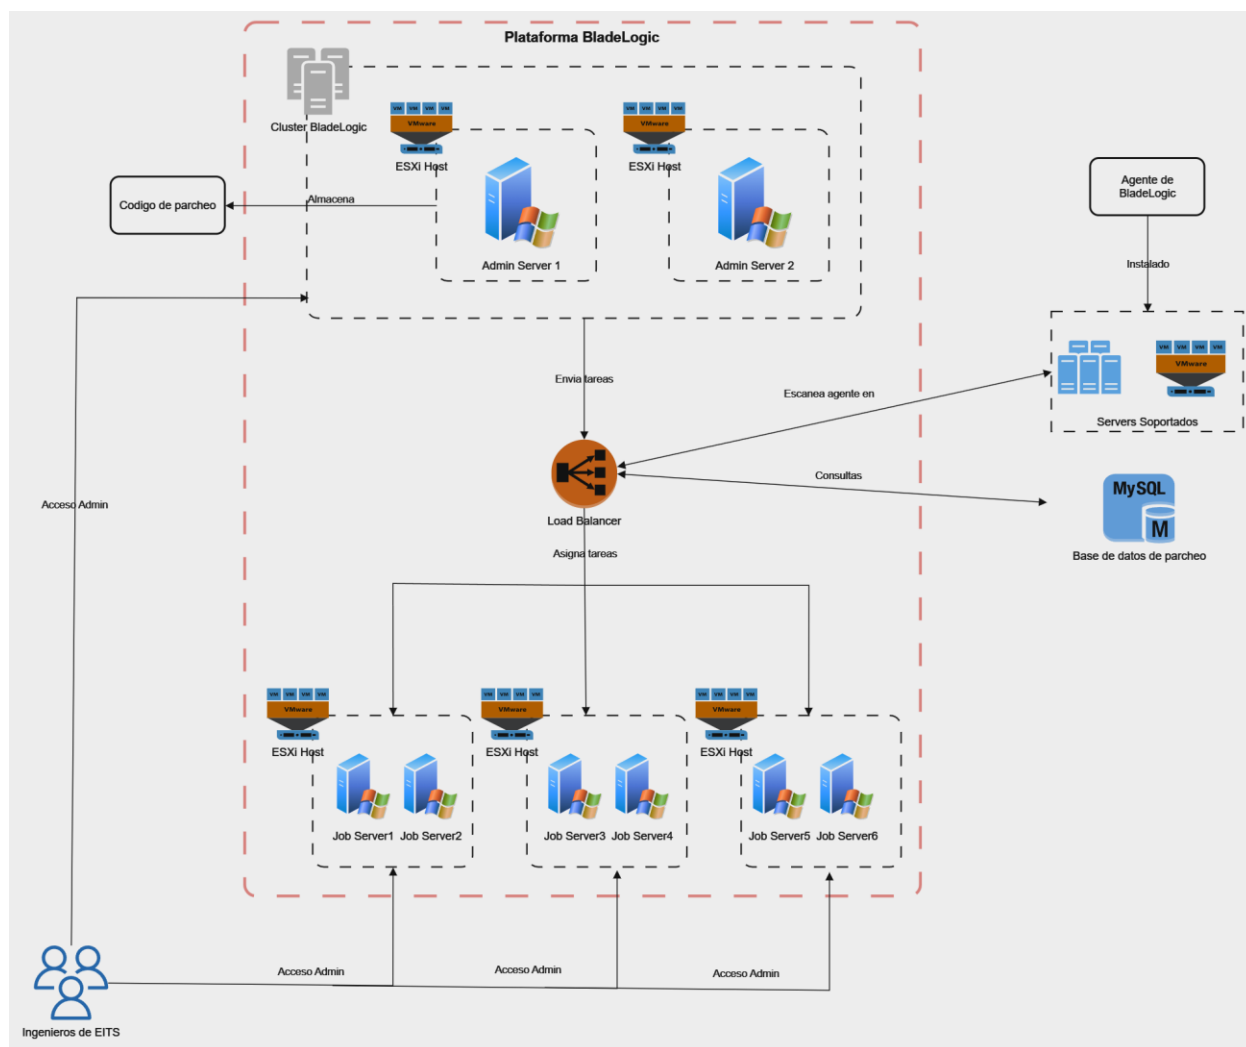 Plataforma BladeLogic
Cluster BladeLogic
VM VM VM VM
VMware
ESXi Host
VM VM VM VM
VMware
ESXi Host
Admin Server 1
Admin Server 2
Codigo de parcheo
Almacena
Agente de
BladeLogic
Instalado
VM VM VM VM
VMware
Servers Soportados
Envia tareas
Escanea agente en
Load Balancer
Consultas
MySQL
M
Base de datos de parcheo
Acceso Admin
Asigna tareas
VM VM VM VM
VMware
ESXi Host
VM VM VM VM
VMware
ESXi Host
VM VM VM VM
VMware
ESXi Host
Job Server1 Job Server2
Job Server3 Job Server4
Job Server5 Job Server6
Acceso Admin
Acceso Admin
Acceso Admin
Ingenieros de EITS